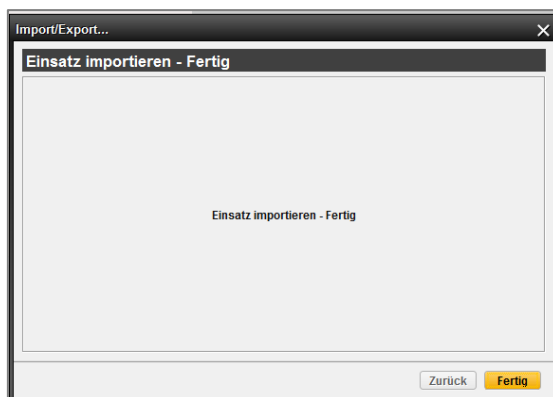 Import/Export...
Einsatz importieren - Fertig
Einsatz importieren - Fertig
Zurück
Fertig